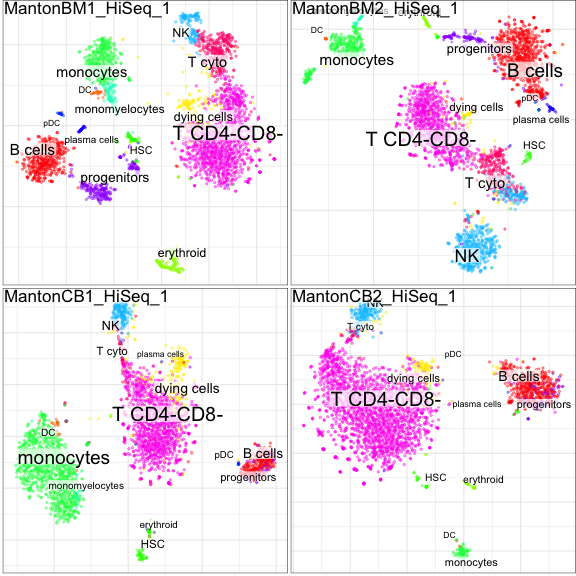 MantonBM1_HiSeq_1
NK
T cyto
monocytes
DC
monomyelocytes
dying cells
pDC
T CD4-CD8-
plasma cells
B cells
HSC
progenitors
erythroid
MantonBM2_HiSeq_1
DC
erythroid
progenitors
monocytes
B cells
pDC
dying cells
plasma cells
T CD4-CD8-
HSC
T cyto
NK
MantonCB1_HiSeq_1
NK
T cyto
plasma cells
dying cells
T CD4-CD8-
DC
monocytes
pDC
B cells
progenitors
monomyelocytes
erythroid
HSC
MantonCB2_HiSeq_1
NK
T cyto
pDC
dying cells
B cells
T CD4-CD8-
plasma cells
progenitors
HSC
erythroid
DC
monocytes